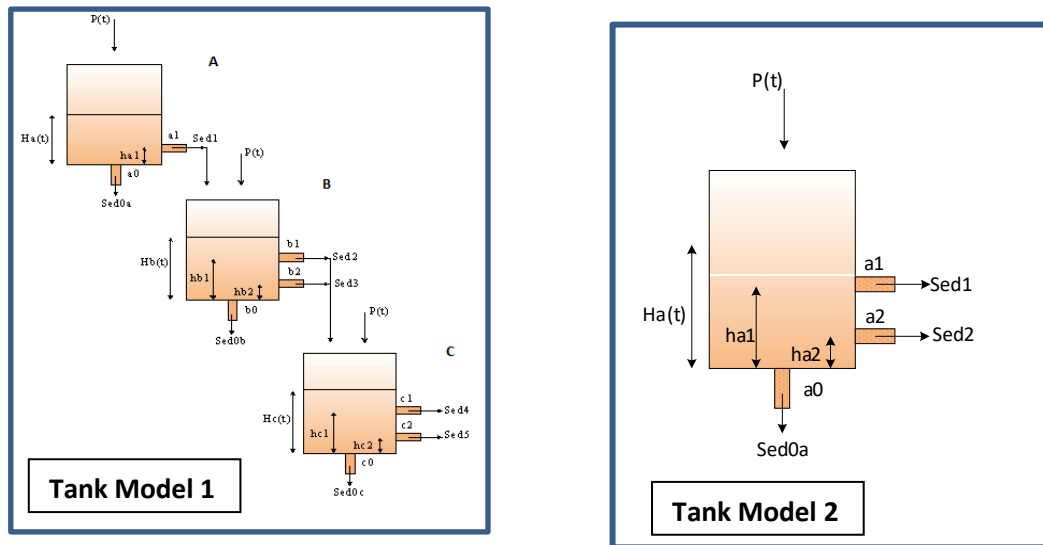 P(t)
A
Ha(t)
a1
Sed1
ha1
a0
Sed0a
P(t)
B
Hb(t)
b1
Sed2
hb1
b2
Sed3
hb2
b0
Sed0b
P(t)
C
Hc(t)
c1
Sed4
hc1
c2
Sed5
hc2
c0
Sed0c
Tank Model 1
P(t)
Ha(t)
a1
Sed1
ha1
a2
Sed2
ha2
a0
Sed0a
Tank Model 2